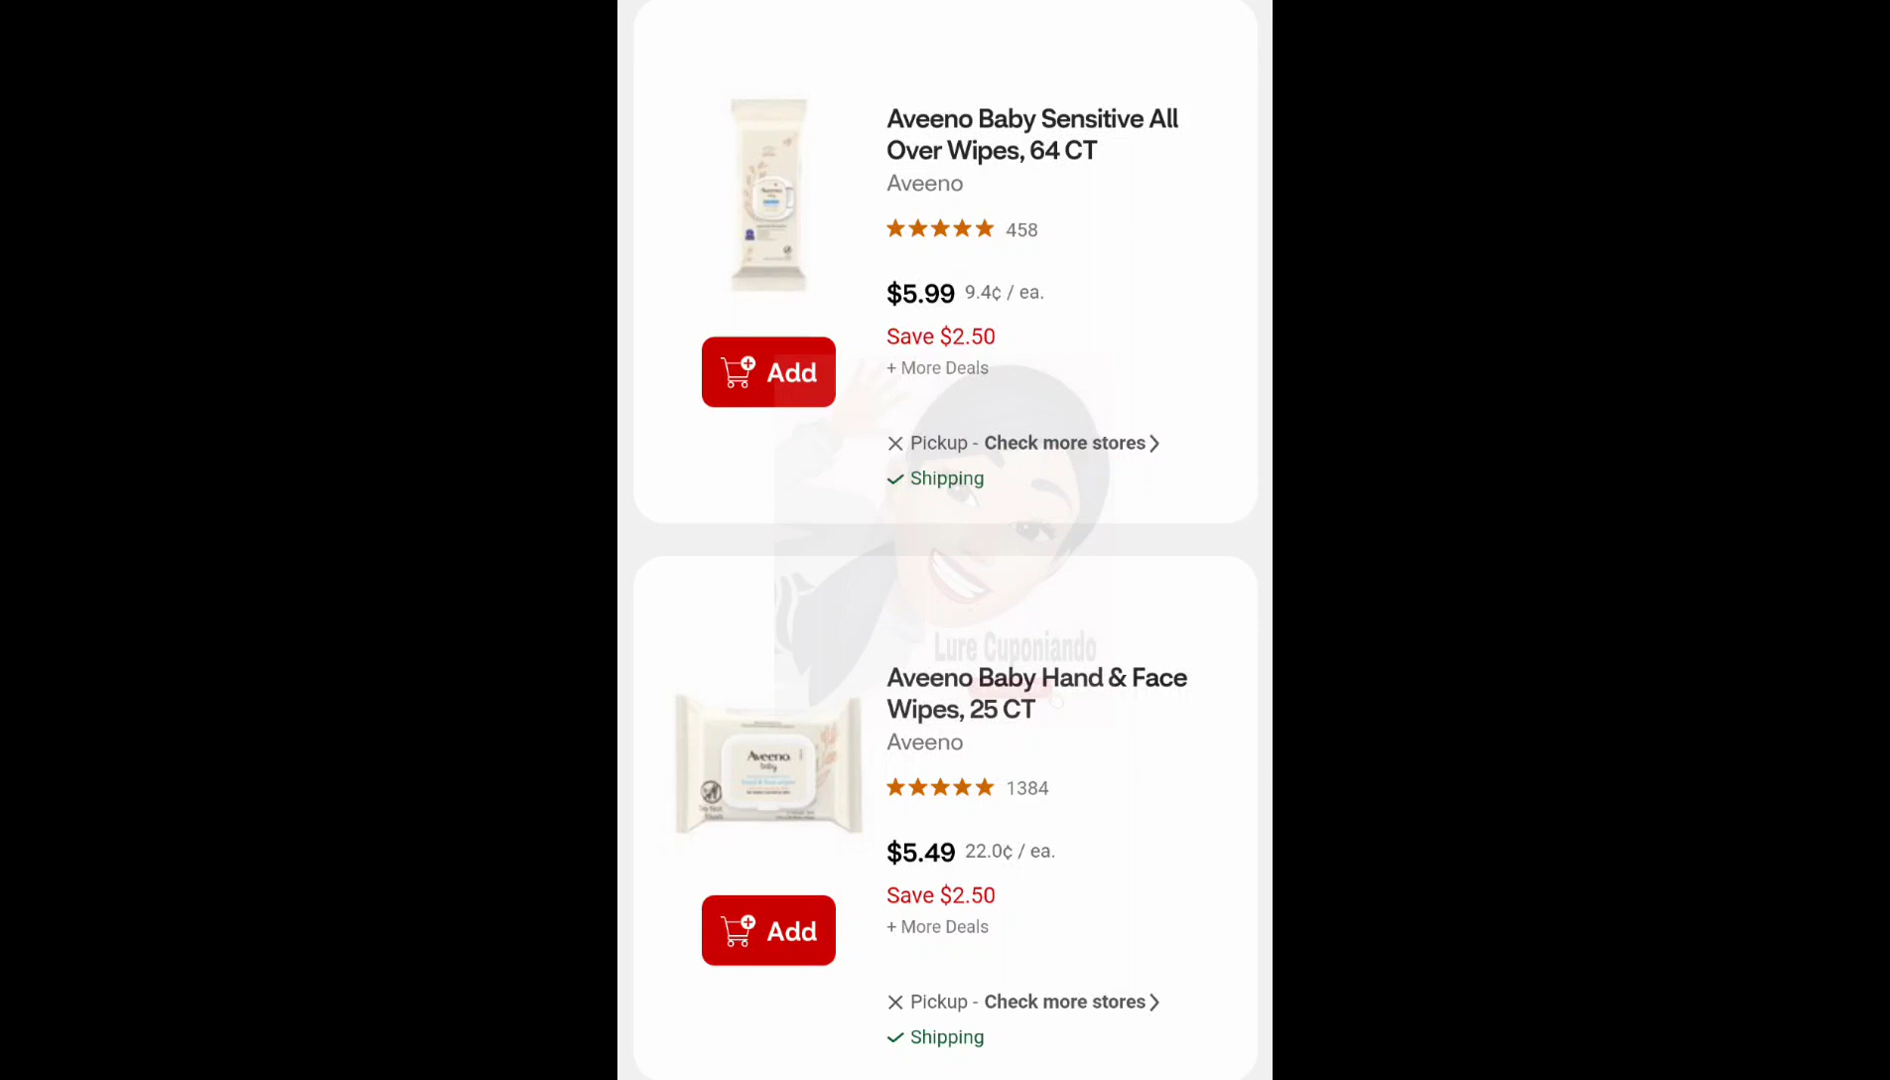 Aveeno Baby Sensitive All
Over Wipes, 64 CT
Aveeno
458
$5.99 9.4¢ / ea.
Save $2.50
+ More Deals
Add
Pickup - Check more stores
Shipping
Lure Cuponiando
Aveeno Baby Hand & Face
Wipes, 25 CT
Aveeno
1384
Aveeno
baby
$5.49 22.0¢ / ea.
Save $2.50
+ More Deals
Add
Pickup - Check more stores
Shipping